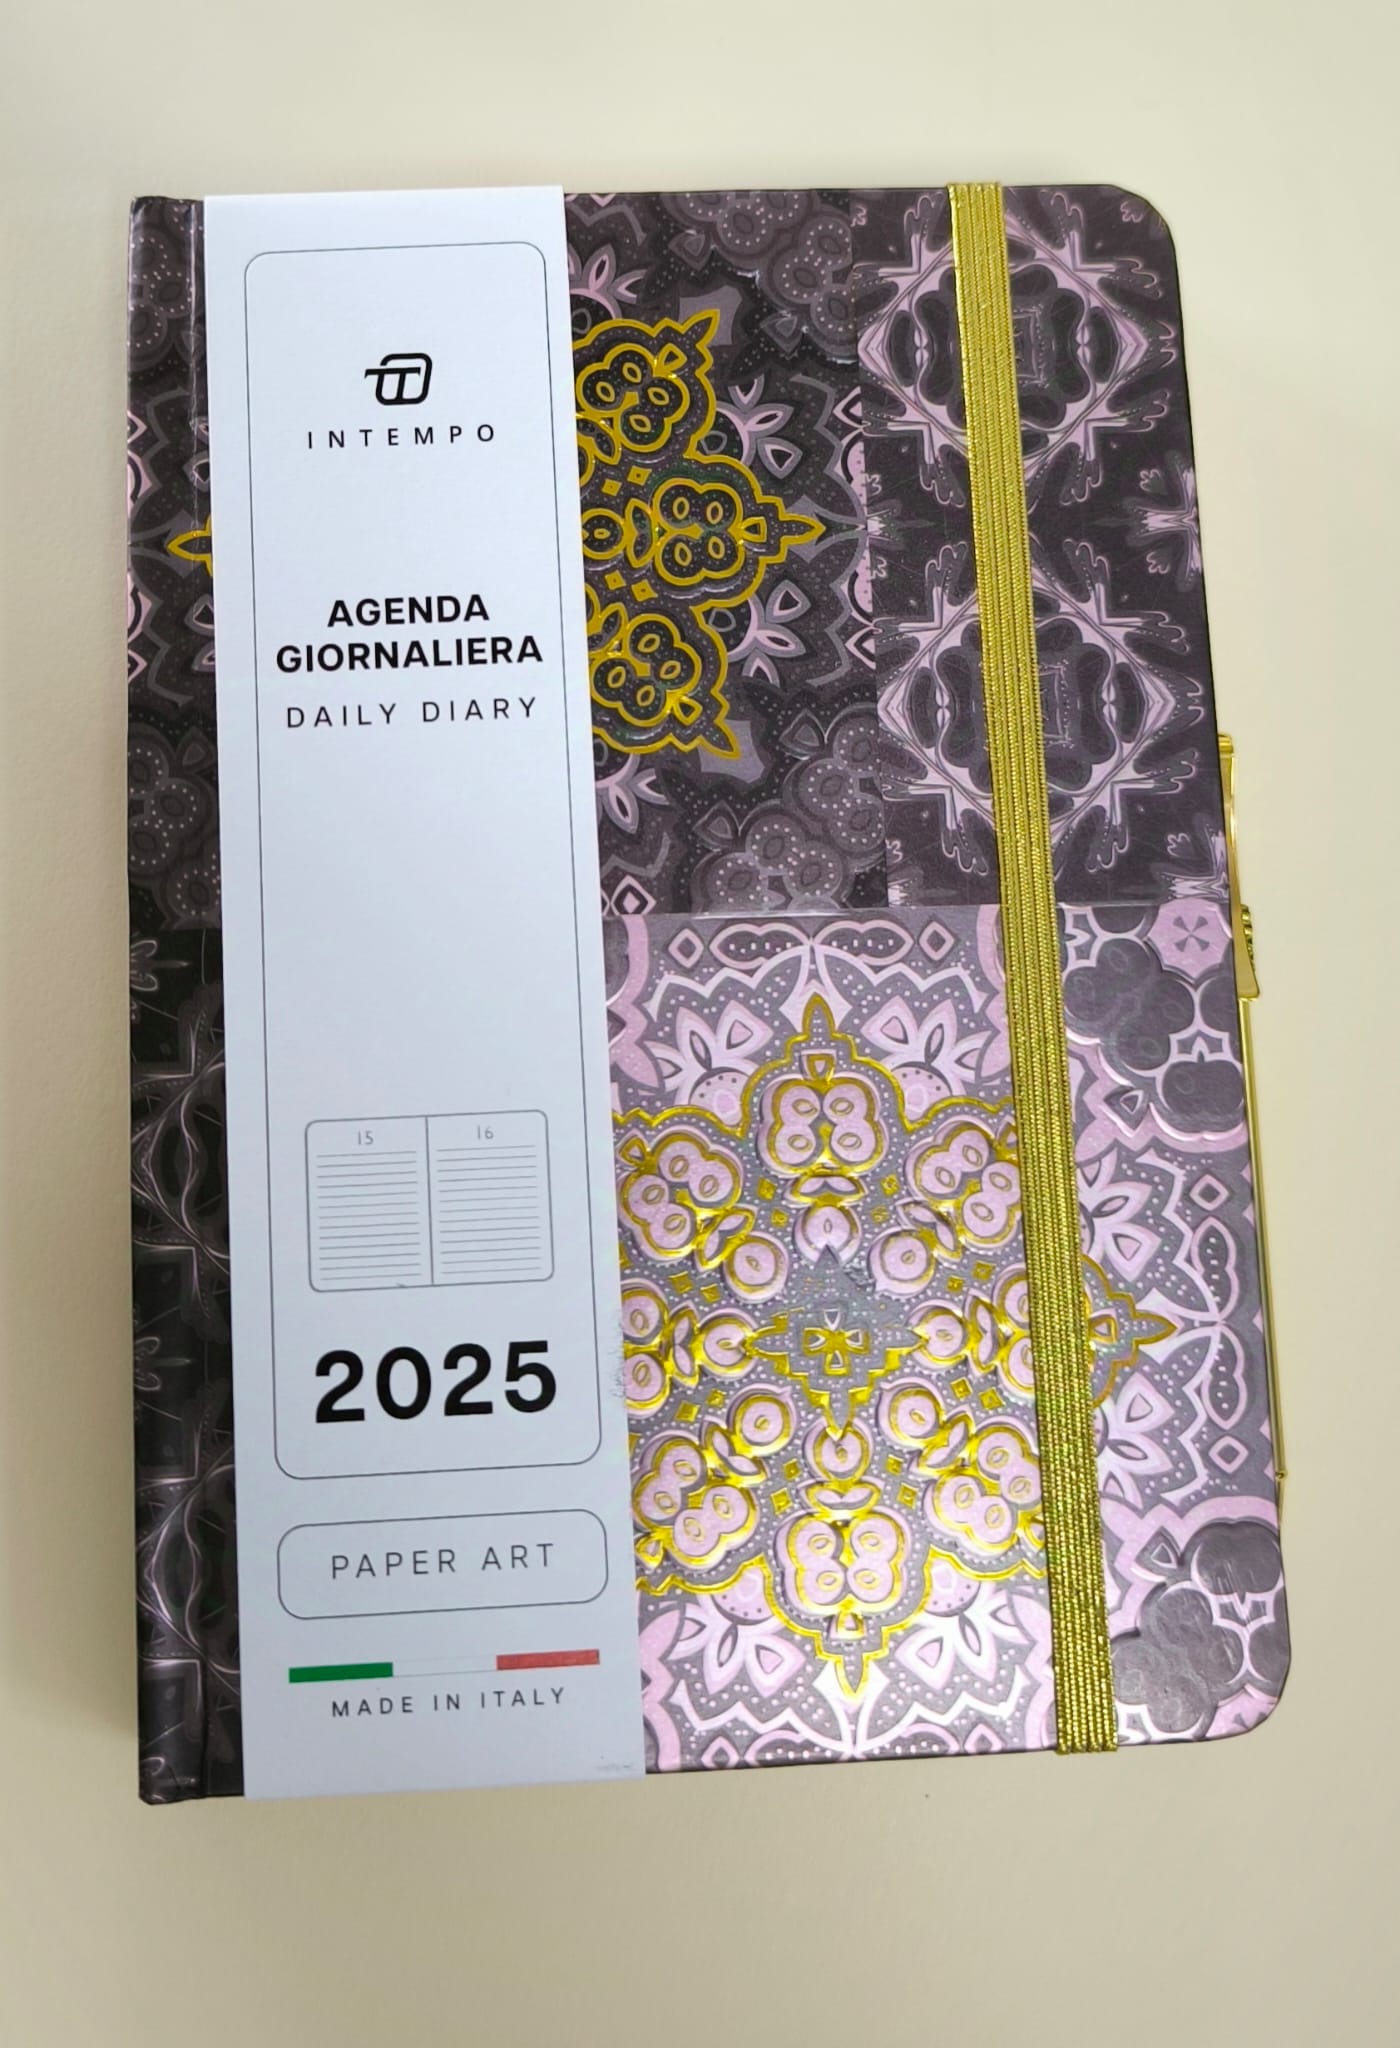 INTEMPO
AGENDA
GIORNALIERA
DAILY DIARY
15 16
2025
PAPER ART
MADE IN ITALY